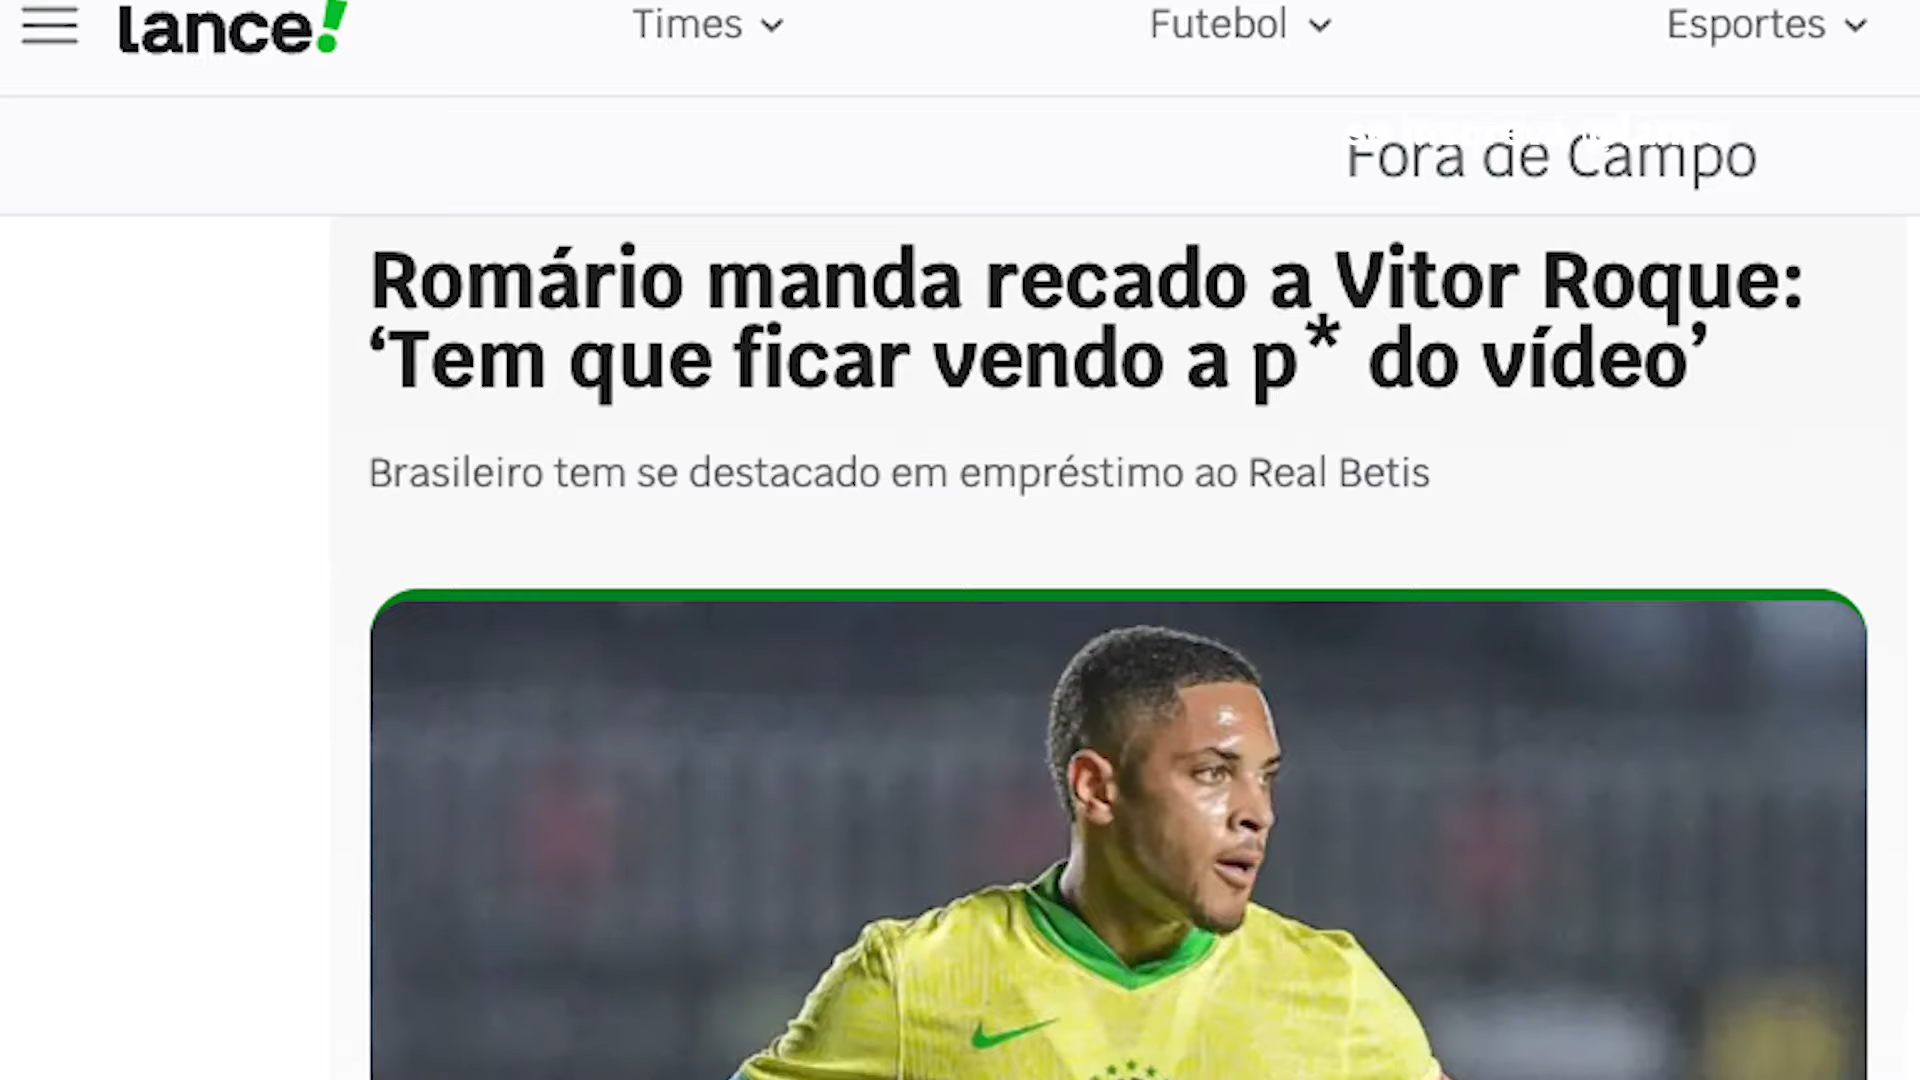 lance!
Times
Futebol
Esportes
Fora de Campo
Romário manda recado a Vitor Roque:
‘Tem que ficar vendo a p* do vídeo’
Brasileiro tem se destacado em empréstimo ao Real Betis